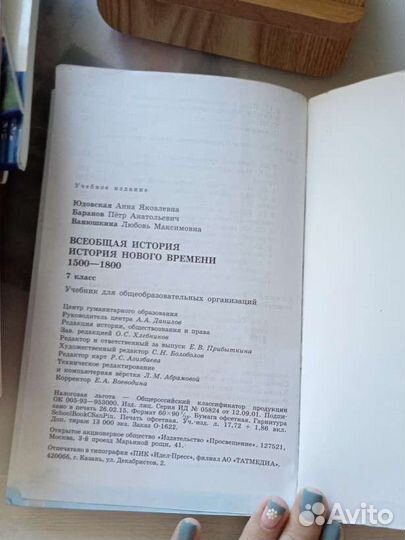 Учебное издание
Юдовская Анна Яковлевна
Баранов Пётр Анатольевич
Ванюшкина Любовь Максимовна
ВСЕОБЩАЯ ИСТОРИЯ
ИСТОРИЯ НОВОГО ВРЕМЕНИ
1500—1800
7 класс
Учебник для общеобразовательных организаций
Центр гуманитарного образования
Руководитель центра А.А. Данилов
Редакция истории, обществознания и права
Зав. редакцией О.С. Хлебников
Редактор и ответственный за выпуск Е.В. Прибыткина
Художественный редактор С.Н. Боloболов
Редактор карт Р.С. Агизбаева
Техническое редактирование
и компьютерная вёрстка Л.М. Абрамовой
Корректор Е.А. Воеводина
Налоговая льгота — Общероссийский классификатор продукции
ОК 005-93—953000. Изд. лиц. Серия ИД № 05824 от 12.09.01. Подпи-
сано в печать 26.02.15. Формат 60×90 1/16. Бумага офсетная. Гарнитура
SchoolBookCSanPin. Печать офсетная. Уч.-изд. л. 17,72 + 1,86 вкл.
Доп. тираж 13 000 экз. Заказ О-1622.
Открытое акционерное общество «Издательство «Просвещение». 127521,
Москва, 3-й проезд Марьиной рощи, 41.
Отпечатано в типографии «ПИК «Идел-Пресс», филиал АО «ТАТМЕДИА».
420066, г. Казань, ул. Декабристов, 2.
Avito